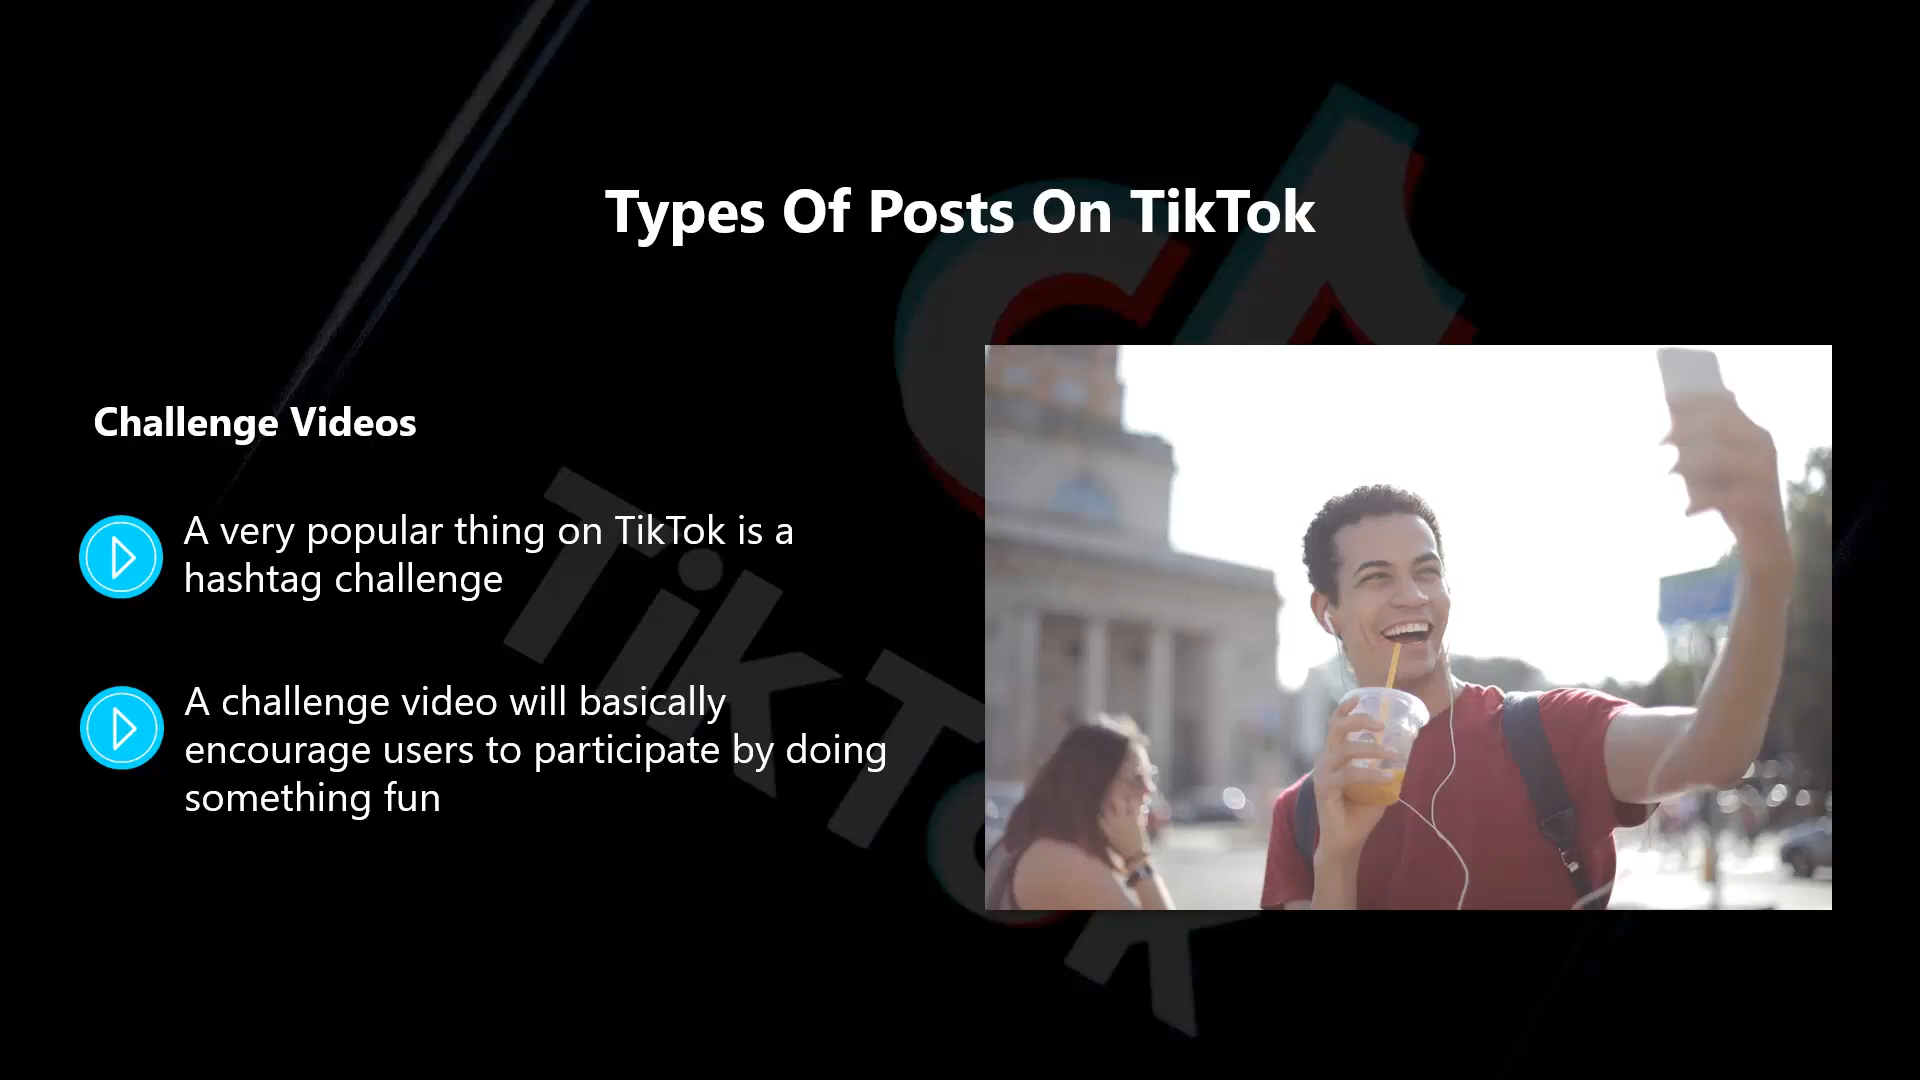 Types Of Posts On TikTok
Challenge Videos
A very popular thing on TikTok is a
hashtag challenge
A challenge video will basically
encourage users to participate by doing
something fun
TikTok